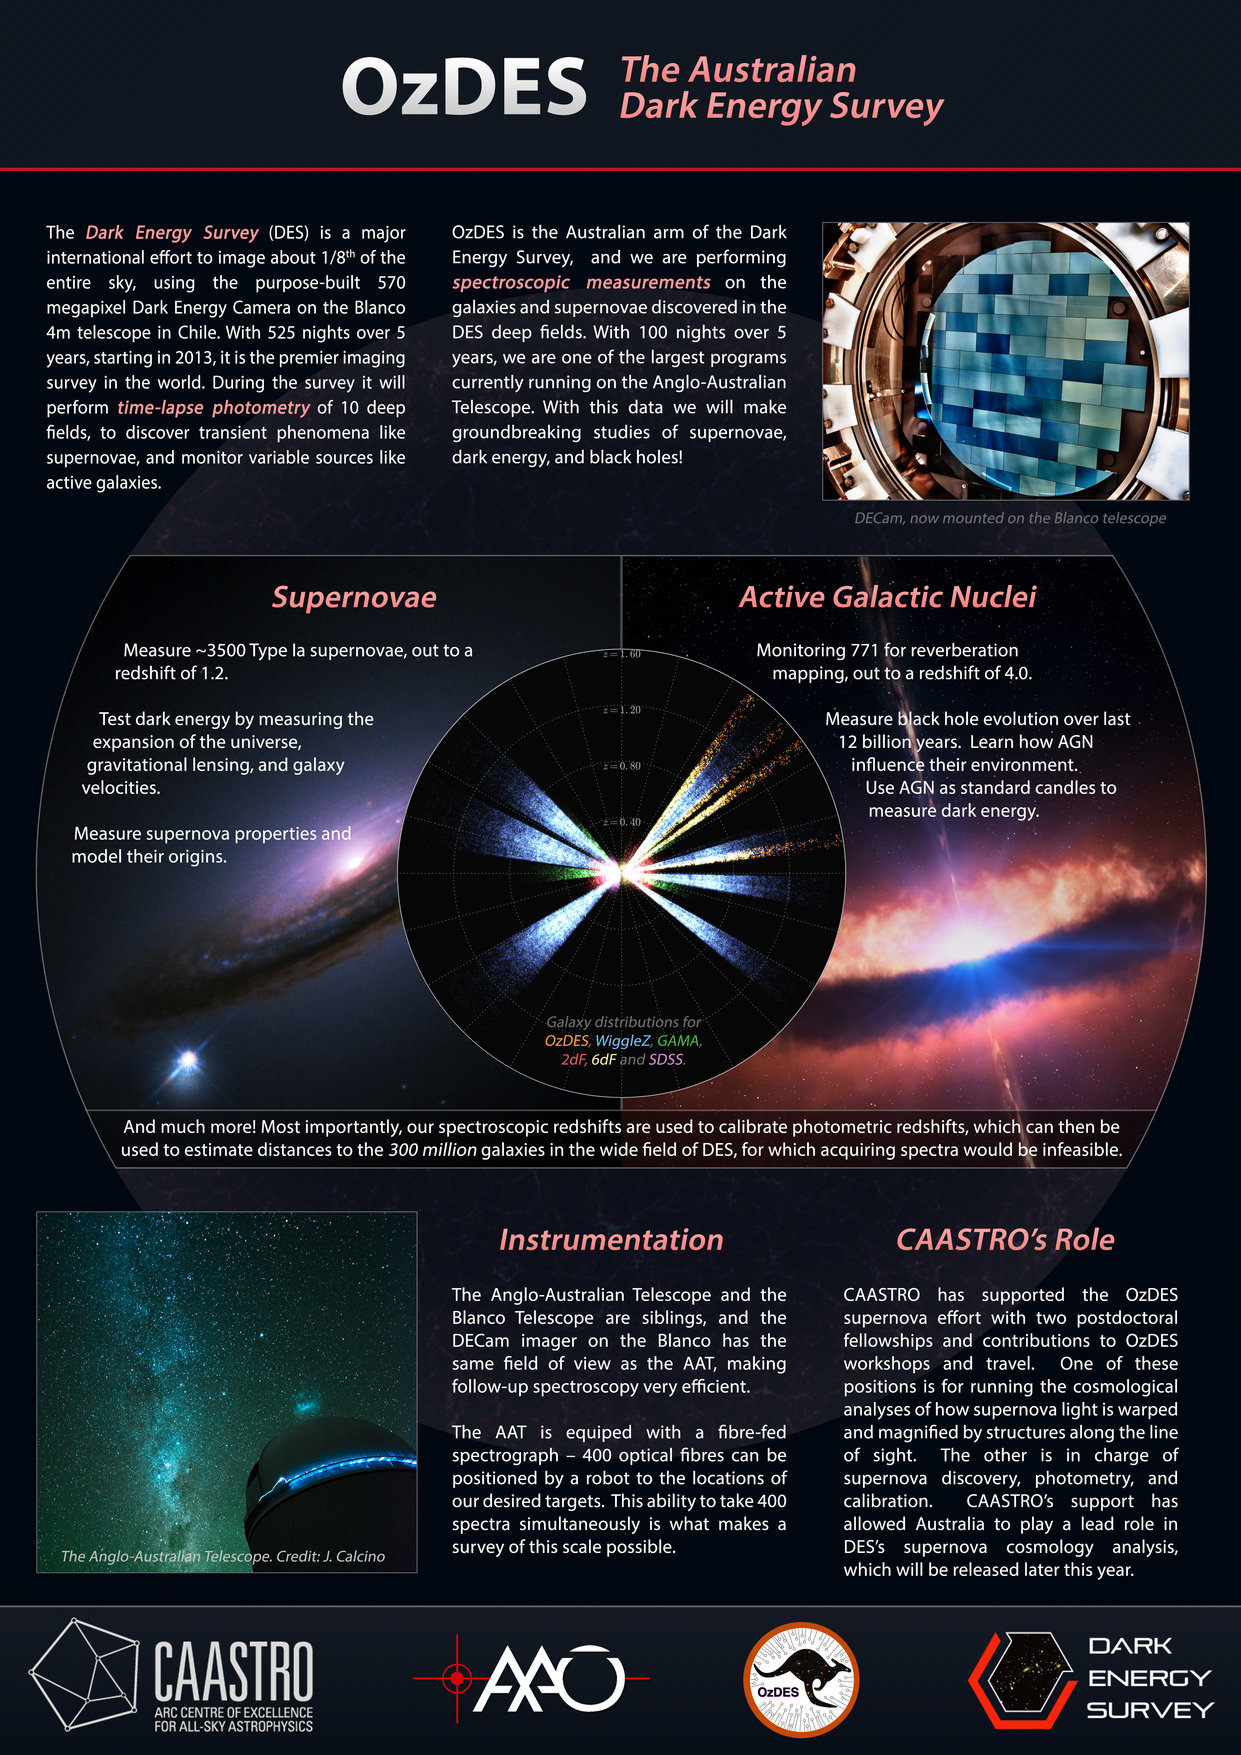 OzDES
The Australian
Dark Energy Survey
The Dark Energy Survey (DES) is a major
international effort to image about 1/8th of the
entire sky, using the purpose-built 570
megapixel Dark Energy Camera on the Blanco
4m telescope in Chile. With 525 nights over 5
years, starting in 2013, it is the premier imaging
survey in the world. During the survey it will
perform time-lapse photometry of 10 deep
fields, to discover transient phenomena like
supernovae, and monitor variable sources like
active galaxies.
OzDES is the Australian arm of the Dark
Energy Survey, and we are performing
spectroscopic measurements on the
galaxies and supernovae discovered in the
DES deep fields. With 100 nights over 5
years, we are one of the largest programs
currently running on the Anglo-Australian
Telescope. With this data we will make
groundbreaking studies of supernovae,
dark energy, and black holes!
DECam, now mounted on the Blanco telescope
Supernovae
Measure ~3500 Type Ia supernovae, out to a
redshift of 1.2.
Test dark energy by measuring the
expansion of the universe,
gravitational lensing, and galaxy
velocities.
Measure supernova properties and
model their origins.
Active Galactic Nuclei
Monitoring 771 for reverberation
mapping, out to a redshift of 4.0.
Measure black hole evolution over last
12 billion years. Learn how AGN
influence their environment.
Use AGN as standard candles to
measure dark energy.
z=1.60
z=1.20
z=0.80
z=0.40
Galaxy distributions for
OzDES, WiggleZ, GAMA,
2dF, 6dF and SDSS.
And much more! Most importantly, our spectroscopic redshifts are used to calibrate photometric redshifts, which can then be
used to estimate distances to the 300 million galaxies in the wide field of DES, for which acquiring spectra would be infeasible.
The Anglo-Australian Telescope. Credit: J. Calcino
Instrumentation
The Anglo-Australian Telescope and the
Blanco Telescope are siblings, and the
DECam imager on the Blanco has the
same field of view as the AAT, making
follow-up spectroscopy very efficient.
The AAT is equiped with a fibre-fed
spectrograph – 400 optical fibres can be
positioned by a robot to the locations of
our desired targets. This ability to take 400
spectra simultaneously is what makes a
survey of this scale possible.
CAASTRO's Role
CAASTRO has supported the OzDES
supernova effort with two postdoctoral
fellowships and contributions to OzDES
workshops and travel. One of these
positions is for running the cosmological
analyses of how supernova light is warped
and magnified by structures along the line
of sight. The other is in charge of
supernova discovery, photometry, and
calibration. CAASTRO's support has
allowed Australia to play a lead role in
DES's supernova cosmology analysis,
which will be released later this year.
CAASTRO
ARC CENTRE OF EXCELLENCE
FOR ALL-SKY ASTROPHYSICS
AAO
OzDES
DARK
ENERGY
SURVEY